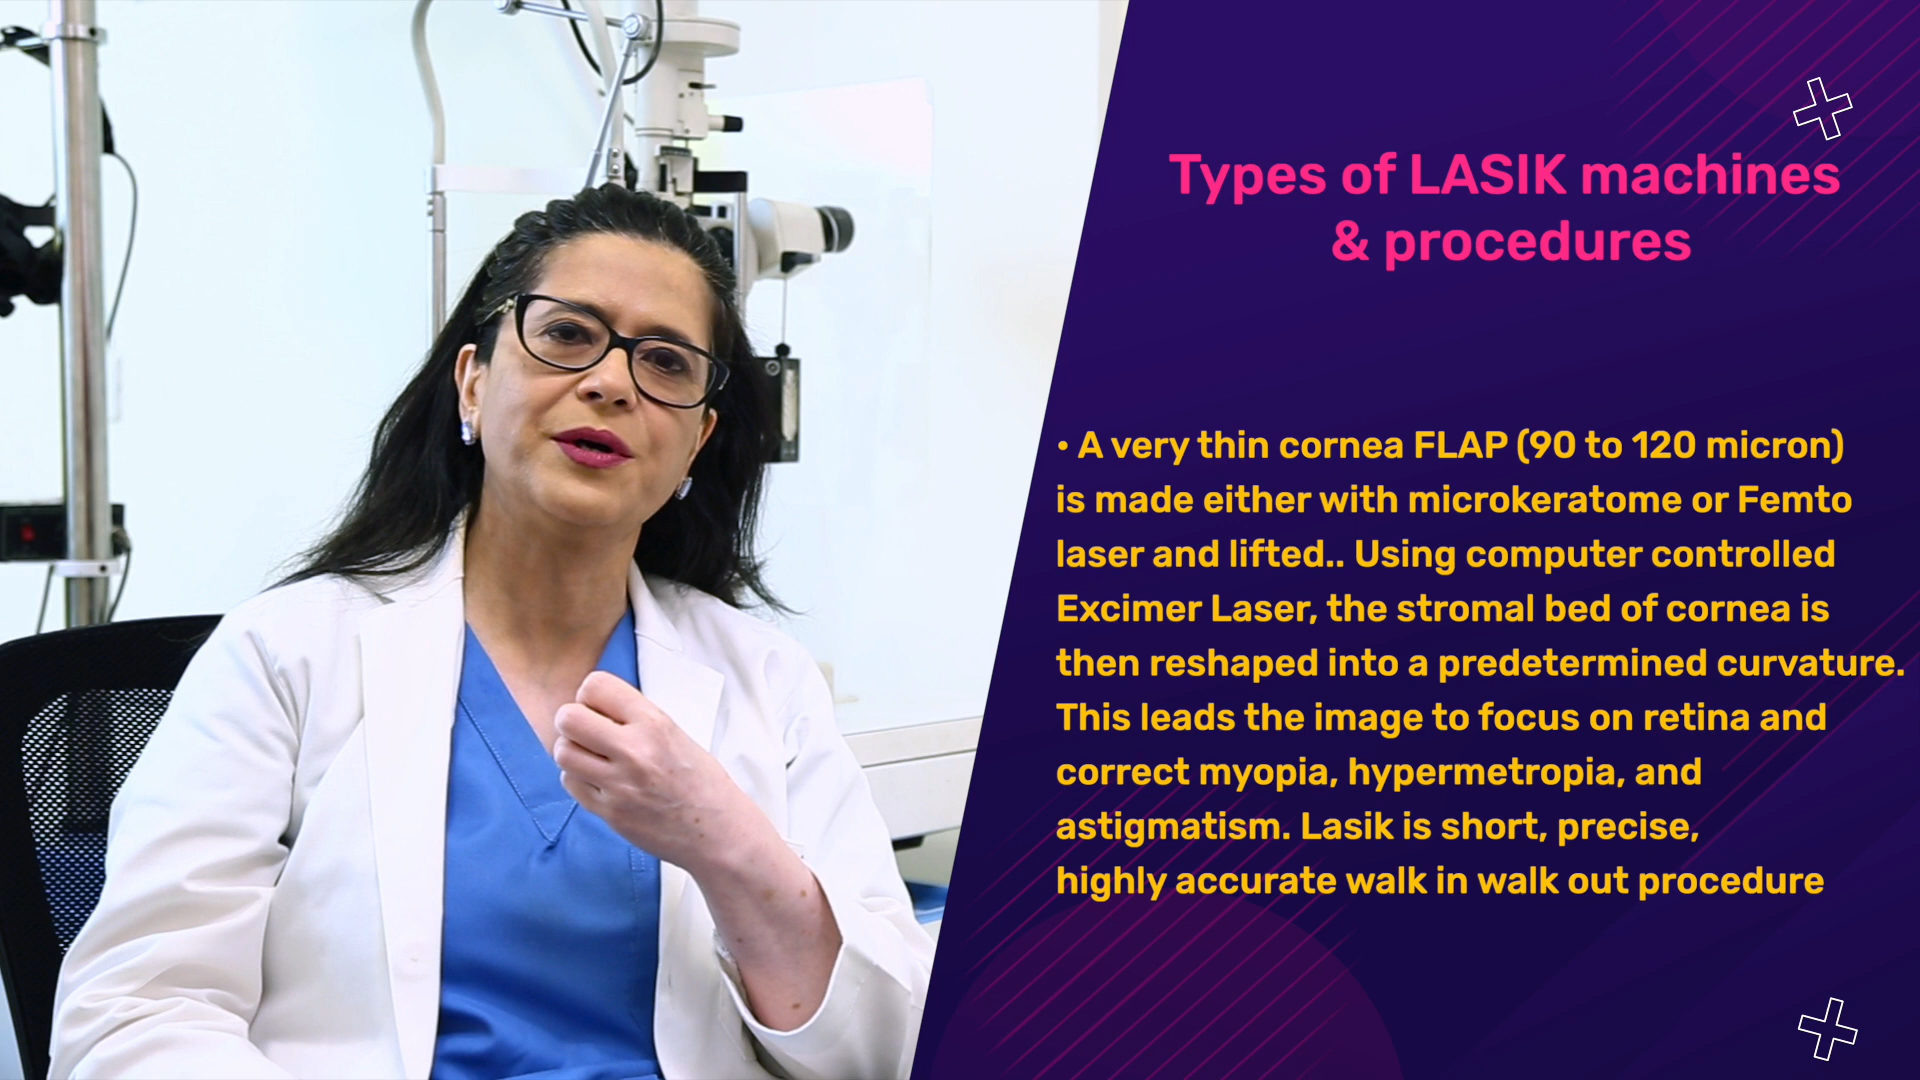 Types of LASIK machines
& procedures
• A very thin cornea FLAP (90 to 120 micron)
is made either with microkeratome or Femto
laser and lifted.. Using computer controlled
Excimer Laser, the stromal bed of cornea is
then reshaped into a predetermined curvature.
This leads the image to focus on retina and
correct myopia, hypermetropia, and
astigmatism. Lasik is short, precise,
highly accurate walk in walk out procedure